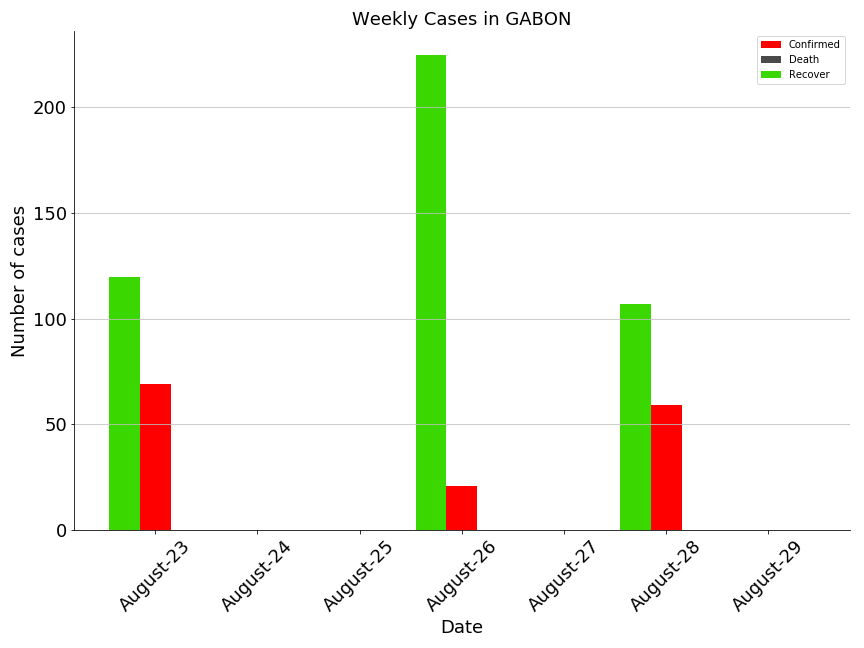 Weekly Cases in GABON
Confirmed
Death
Recover
Number of cases
200
150
100
50
0
August-23
August-24
August-25
August-26
August-27
August-28
August-29
Date